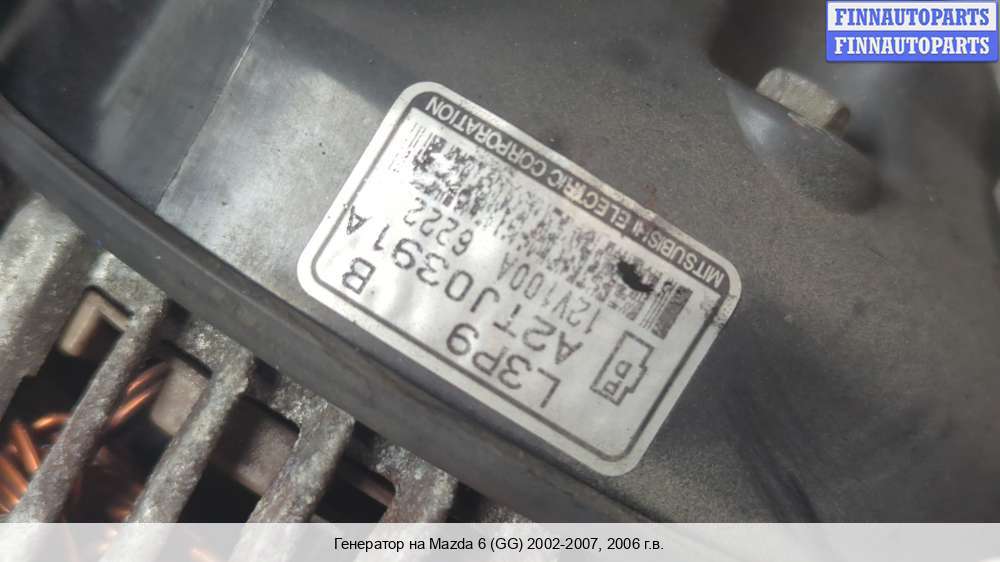 FINNAUTOPARTS
FINNAUTOPARTS
L3P9 B
A2TJ0391A
12V100A 6222
MITSUBISHI ELECTRIC CORPORATION
Генератор на Mazda 6 (GG) 2002-2007, 2006 г.в.